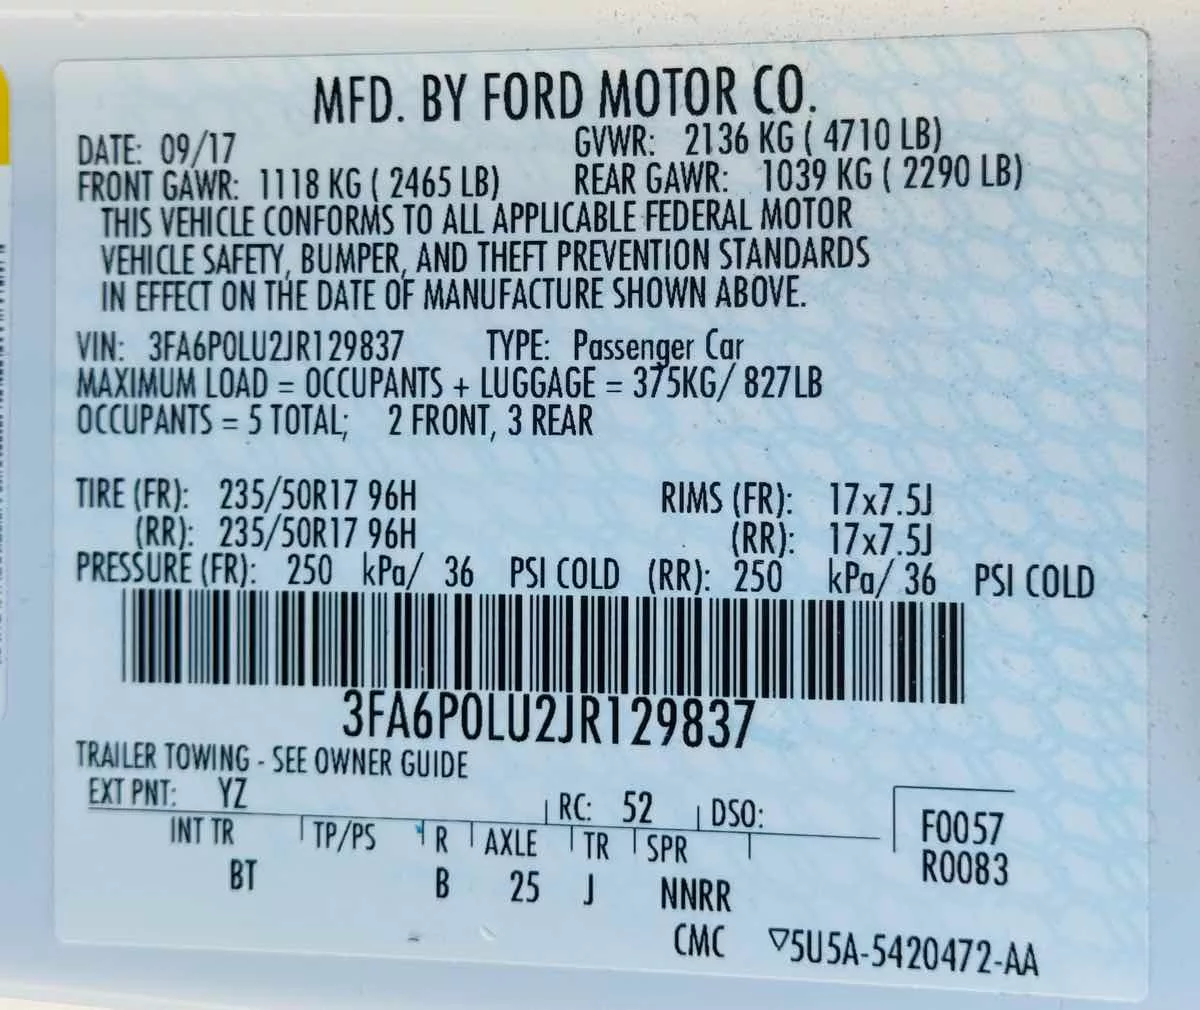 MFD. BY FORD MOTOR CO.
DATE: 09/17 GVWR: 2136 KG ( 4710 LB)
FRONT GAWR: 1118 KG ( 2465 LB) REAR GAWR: 1039 KG ( 2290 LB)
THIS VEHICLE CONFORMS TO ALL APPLICABLE FEDERAL MOTOR
VEHICLE SAFETY, BUMPER, AND THEFT PREVENTION STANDARDS
IN EFFECT ON THE DATE OF MANUFACTURE SHOWN ABOVE.
VIN: 3FA6P0LU2JR129837 TYPE: Passenger Car
MAXIMUM LOAD = OCCUPANTS + LUGGAGE = 375KG/ 827LB
OCCUPANTS = 5 TOTAL; 2 FRONT, 3 REAR
TIRE (FR): 235/50R17 96H RIMS (FR): 17x7.5J
(RR): 235/50R17 96H (RR): 17x7.5J
PRESSURE (FR): 250 kPa/ 36 PSI COLD (RR): 250 kPa/ 36 PSI COLD
3FA6P0LU2JR129837
TRAILER TOWING - SEE OWNER GUIDE
EXT PNT: YZ RC: 52 DSO:
INT TR TP/PS R AXLE TR SPR
BT B 25 J NNRR
F0057
R0083
CMC ▽5U5A-5420472-AA